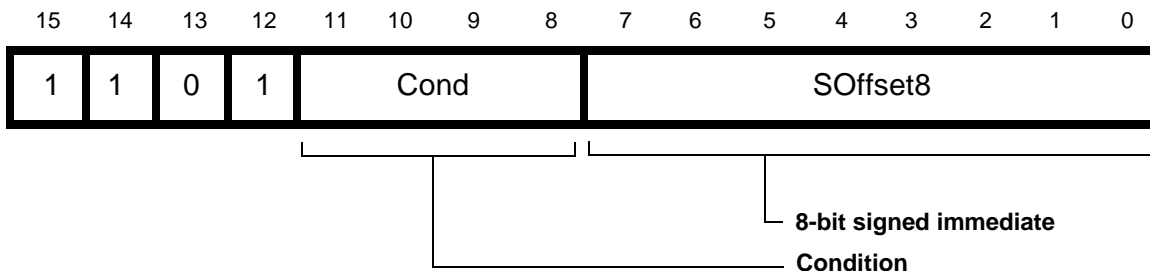 15 14 13 12 11 10 9 8 7 6 5 4 3 2 1 0
1 1 0 1 Cond SOffset8
8-bit signed immediate
Condition